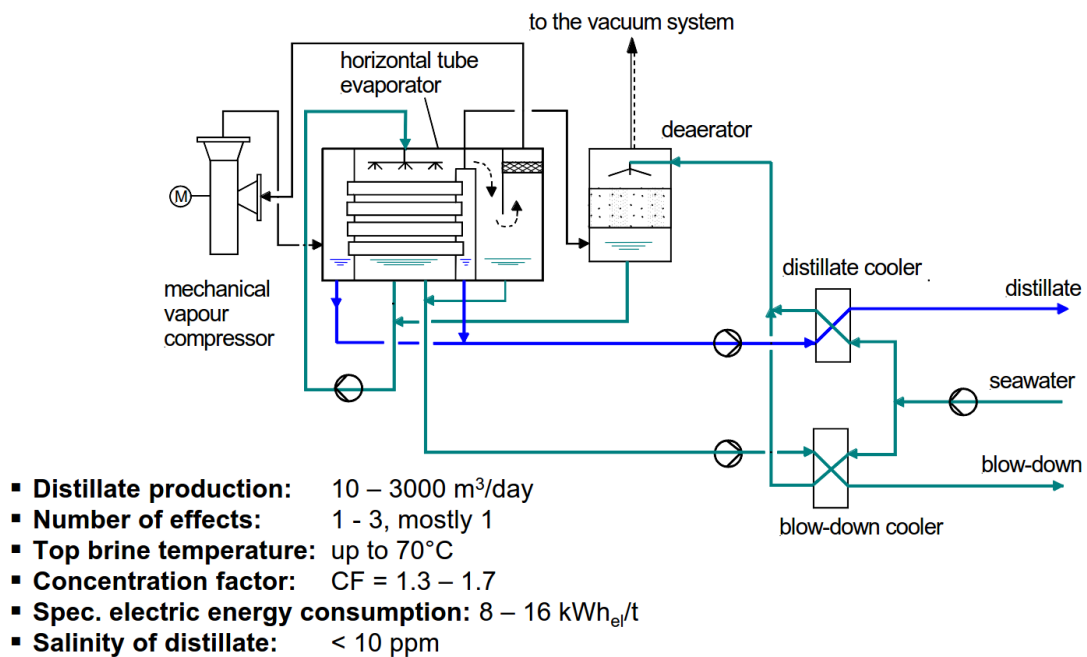 to the vacuum system
horizontal tube
evaporator
deaerator
M
mechanical
vapour
compressor
distillate cooler
distillate
seawater
blow-down
blow-down cooler
▪ Distillate production: 10 – 3000 m³/day
▪ Number of effects: 1 - 3, mostly 1
▪ Top brine temperature: up to 70°C
▪ Concentration factor: CF = 1.3 – 1.7
▪ Spec. electric energy consumption: 8 – 16 kWhel/t
▪ Salinity of distillate: < 10 ppm